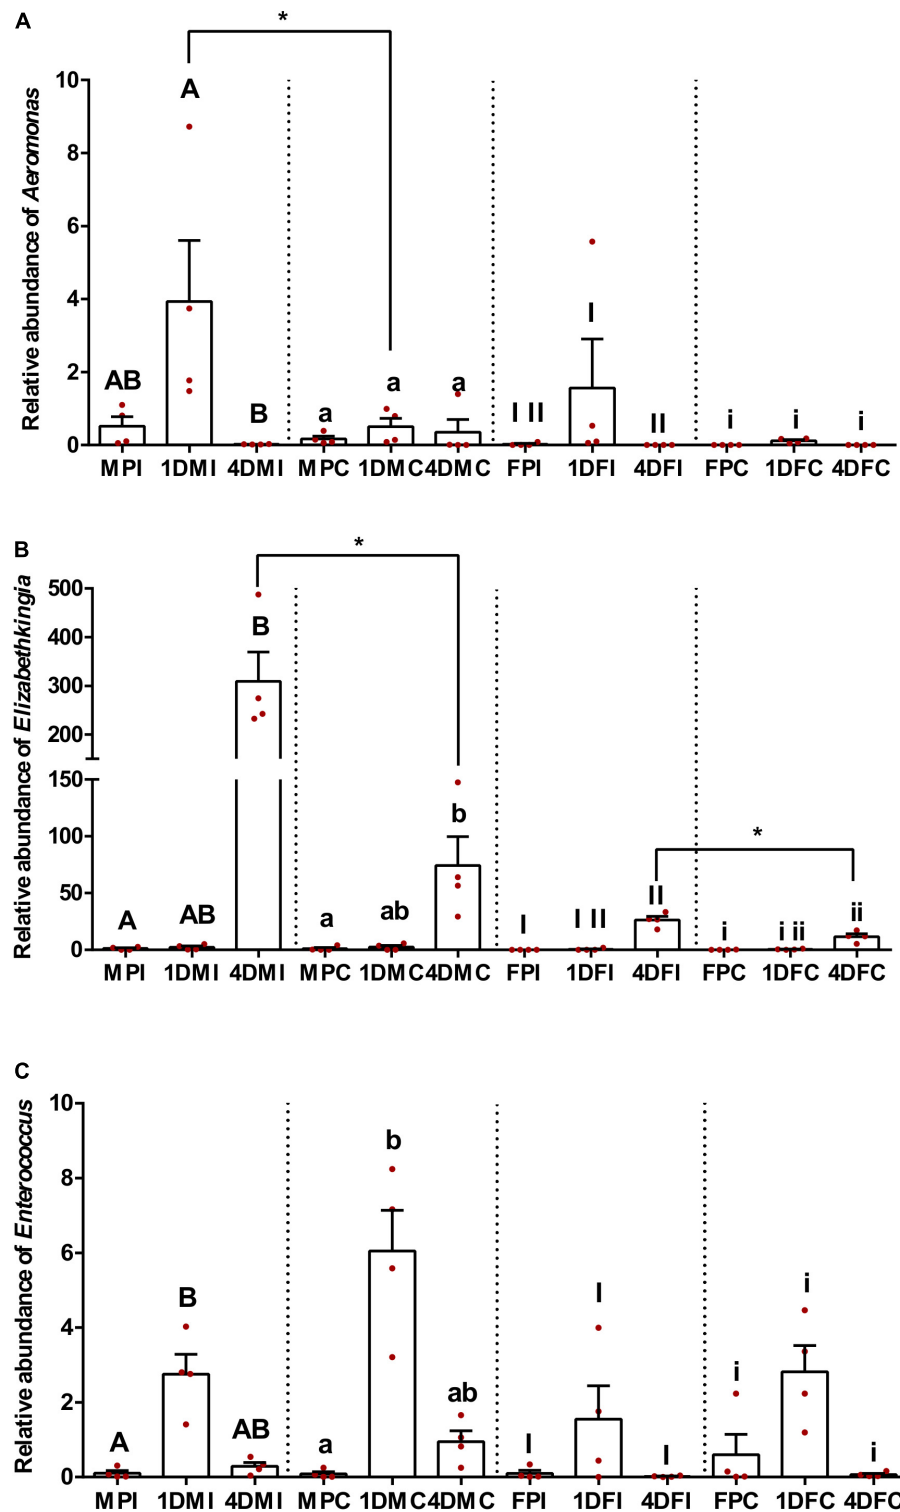 A
*
Relative abundance of Aeromonas
10
8
6
4
2
0
A
AB
B
a
a
a
I II
I
II
i
i
i
MPI 1DMI 4DMI MPC 1DMC 4DMC FPI 1DFI 4DFI FPC 1DFC 4DFC
B
*
Relative abundance of Elizabethkingia
500
400
300
200
150
100
50
0
B
b
*
A
AB
a
ab
I
I II
II
i
i ii
ii
MPI 1DMI 4DMI MPC 1DMC 4DMC FPI 1DFI 4DFI FPC 1DFC 4DFC
C
Relative abundance of Enterococcus
10
8
6
4
2
0
A
B
AB
a
b
ab
I
I
I
i
i
i
MPI 1DMI 4DMI MPC 1DMC 4DMC FPI 1DFI 4DFI FPC 1DFC 4DFC